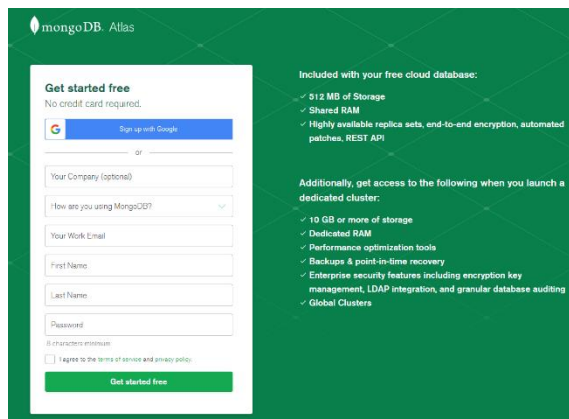 mongoDB. Atlas
Get started free
No credit card required.
Sign up with Google
or
Your Company (optional)
How are you using MongoDB?
Your Work Email
First Name
Last Name
Password
8 characters minimum
I agree to the terms of service and privacy policy.
Get started free
Included with your free cloud database:
✓ 512 MB of Storage
✓ Shared RAM
✓ Highly available replica sets, end-to-end encryption, automated
patches, REST API
Additionally, get access to the following when you launch a
dedicated cluster:
✓ 10 GB or more of storage
✓ Dedicated RAM
✓ Performance optimization tools
✓ Backups & point-in-time recovery
✓ Enterprise security features including encryption key
management, LDAP integration, and granular database auditing
✓ Global Clusters